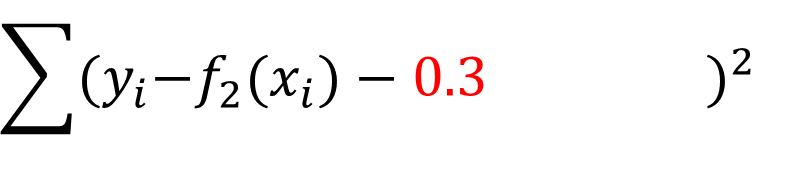 ∑(yᵢ−f₂(xᵢ) − 0.3 )²